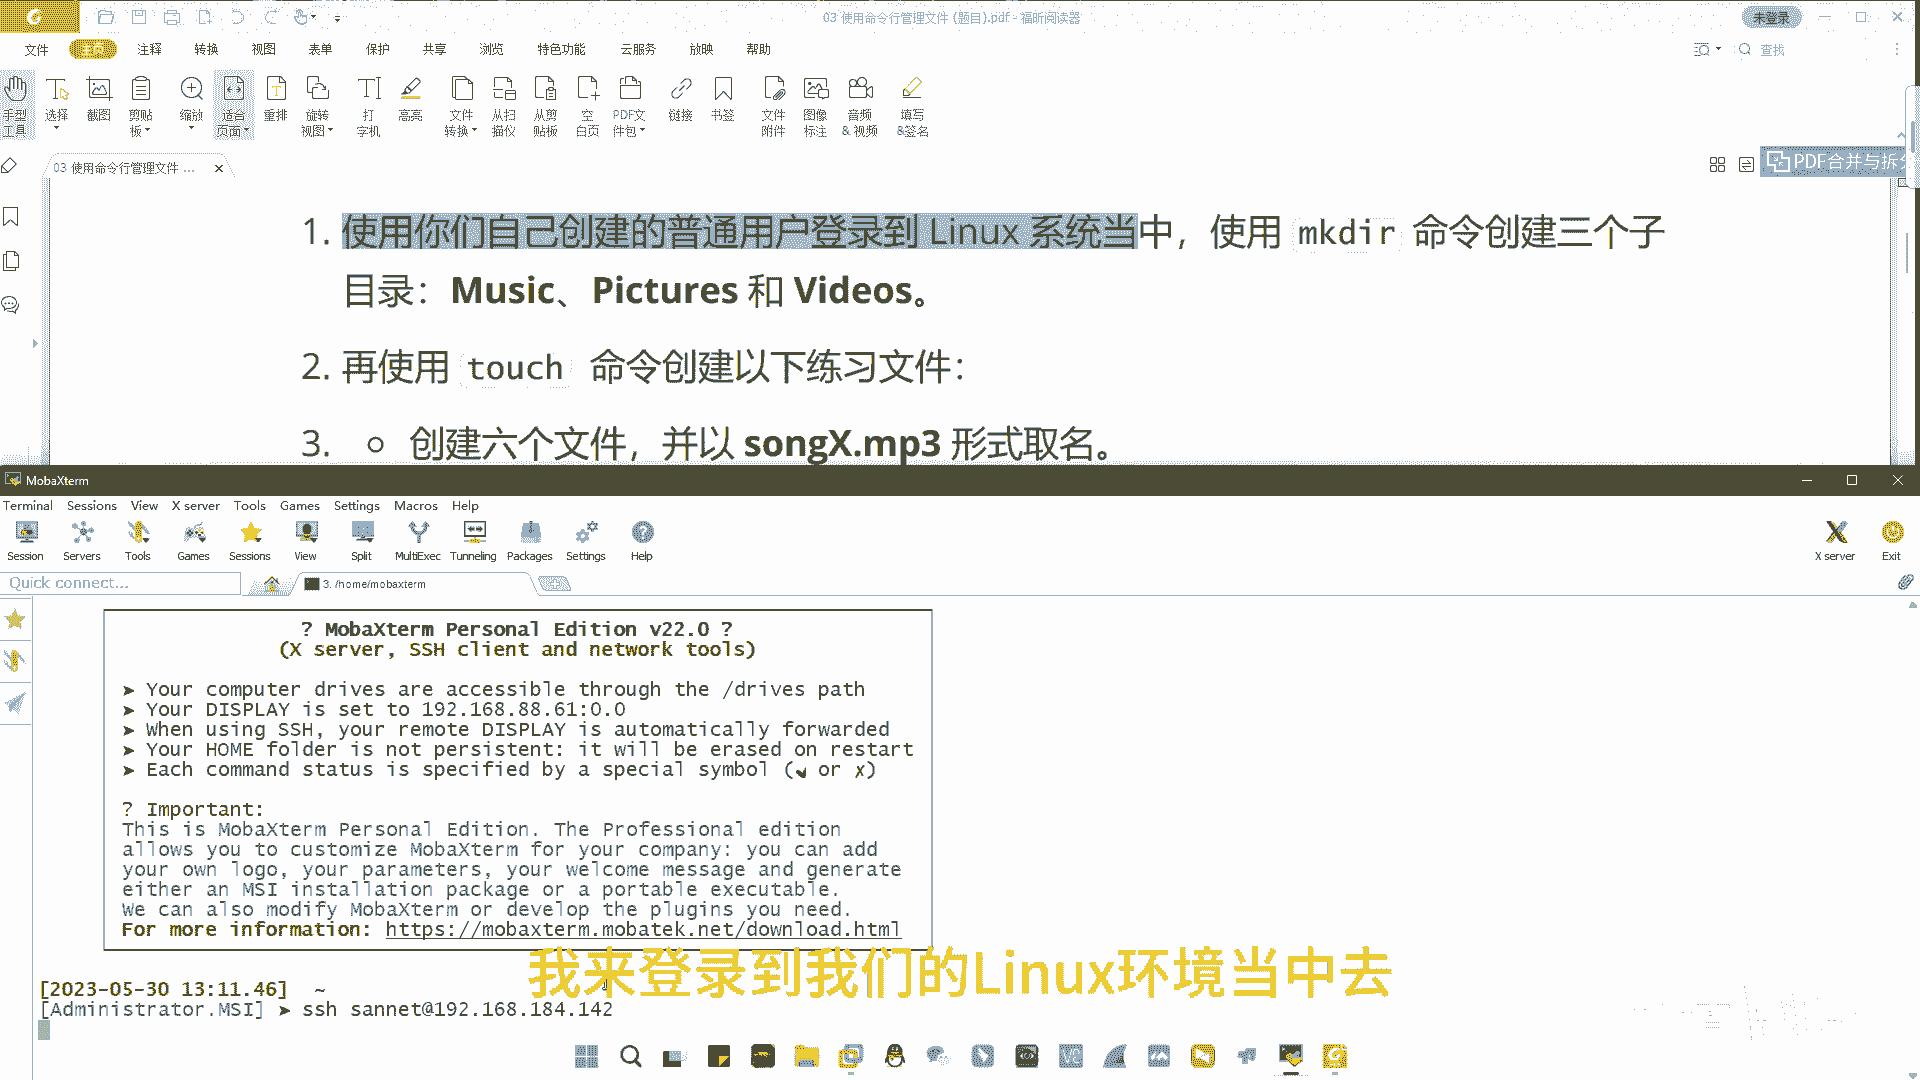 03 使用命令行管理文件 (题目).pdf - 福昕阅读器
未登录
文件 主页 注释 转换 视图 表单 保护 共享 浏览 特色功能 云服务 放映 帮助
查找
手型工具 选择 截图 剪贴板 缩放 适合页面 重排 旋转视图 打字机 高亮 文件转换 从扫描仪 从剪贴板 空白页 PDF文件包 链接 书签 文件附件 图像标注 音频&视频 填写&签名
03 使用命令行管理文件 ...
PDF合并与拆分
1. 使用你们自己创建的普通用户登录到 Linux 系统当中，使用 mkdir 命令创建三个子
目录：Music、Pictures 和 Videos。
2. 再使用 touch 命令创建以下练习文件：
3. ○ 创建六个文件，并以 songX.mp3 形式取名。
MobaXterm
Terminal Sessions View X server Tools Games Settings Macros Help
Session Servers Tools Games Sessions View Split MultiExec Tunneling Packages Settings Help
X server Exit
Quick connect...
3. /home/mobaxterm
? MobaXterm Personal Edition v22.0 ?
(X server, SSH client and network tools)
➤ Your computer drives are accessible through the /drives path
➤ Your DISPLAY is set to 192.168.88.61:0.0
➤ When using SSH, your remote DISPLAY is automatically forwarded
➤ Your HOME folder is not persistent: it will be erased on restart
➤ Each command status is specified by a special symbol (✔ or ✗)
? Important:
This is MobaXterm Personal Edition. The Professional edition
allows you to customize MobaXterm for your company: you can add
your own logo, your parameters, your welcome message and generate
either an MSI installation package or a portable executable.
We can also modify MobaXterm or develop the plugins you need.
For more information: https://mobaxterm.mobatek.net/download.html
我来登录到我们的Linux环境当中去
[2023-05-30 13:11.46] ~
[Administrator.MSI] ➤ ssh sannet@192.168.184.142